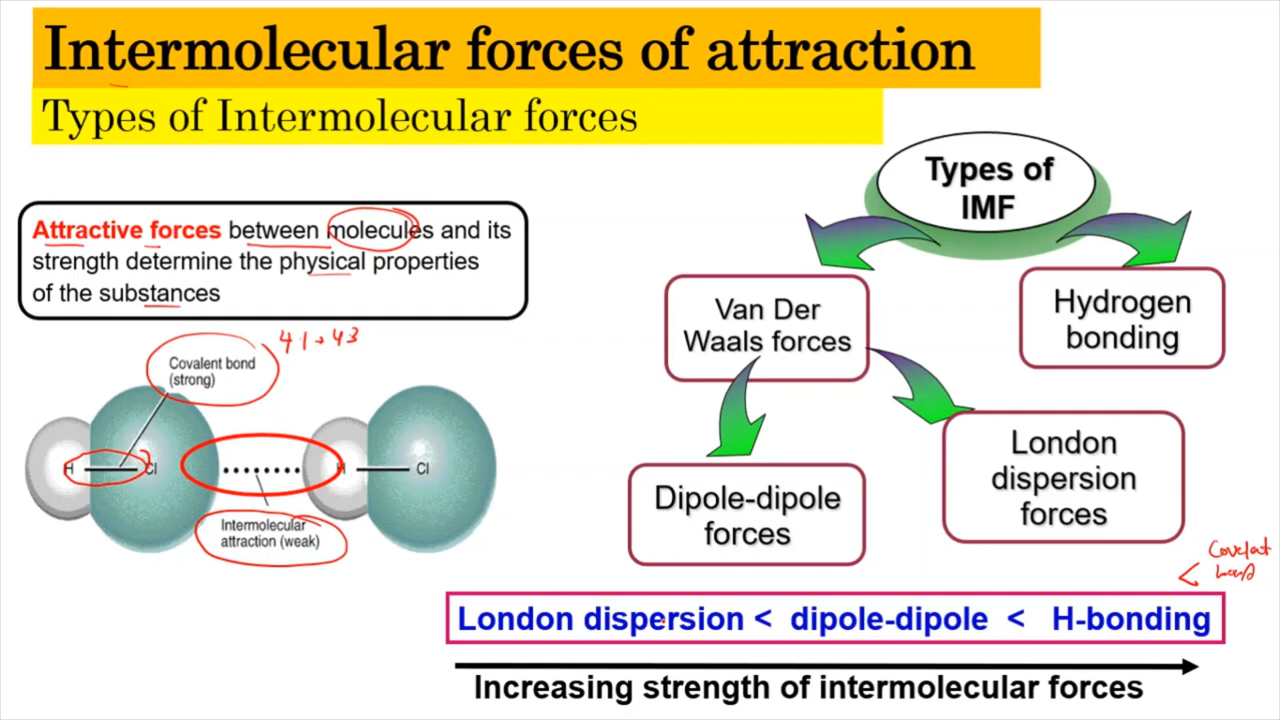 Intermolecular forces of attraction
Types of Intermolecular forces
Attractive forces between molecules and its
strength determine the physical properties
of the substances
41 → 43
Covalent bond
(strong)
H
Cl
H
Cl
Intermolecular
attraction (weak)
Types of
IMF
Van Der
Waals forces
Hydrogen
bonding
Dipole-dipole
forces
London
dispersion
forces
<
London dispersion < dipole-dipole < H-bonding
Increasing strength of intermolecular forces